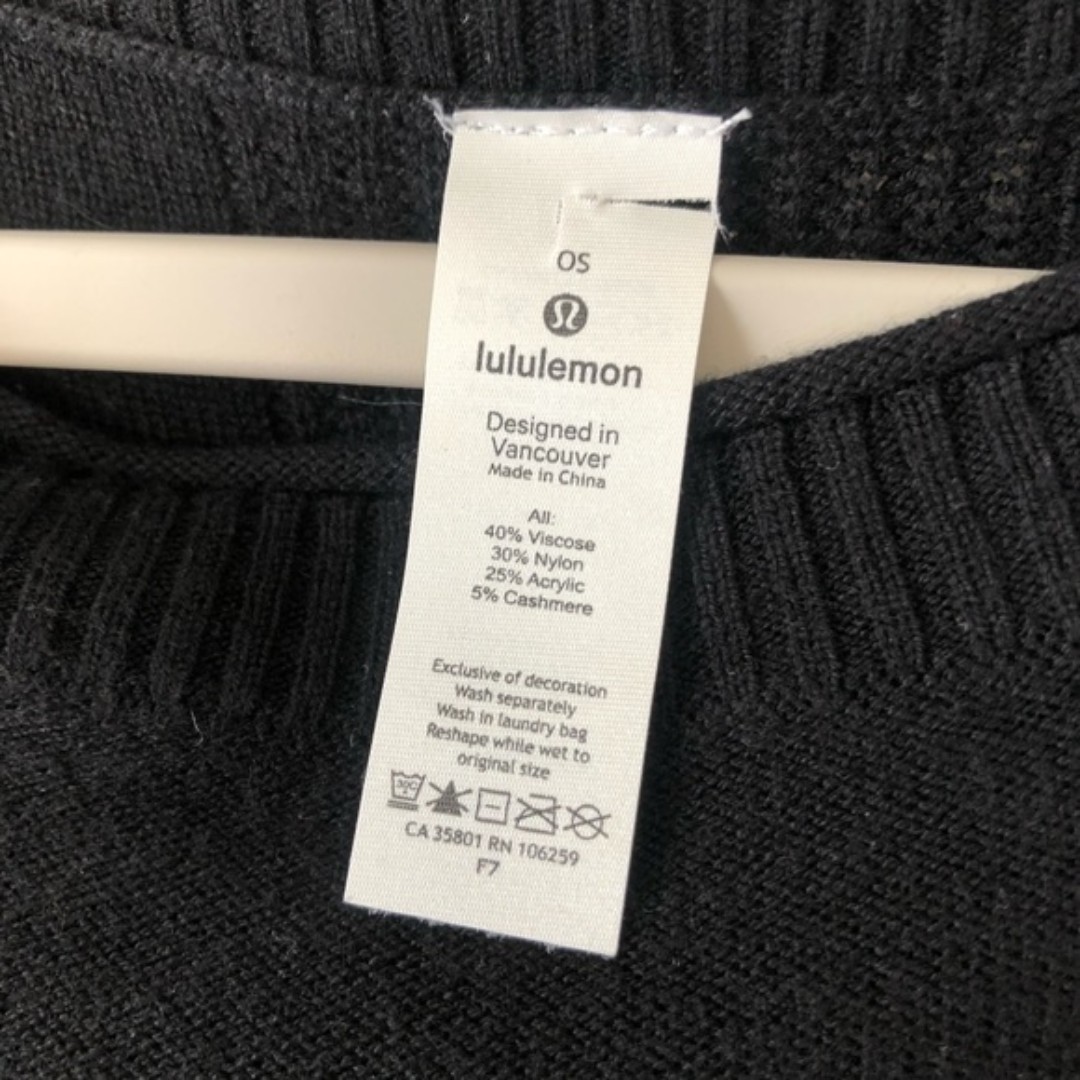 OS
lululemon
Designed in
Vancouver
Made in China
All:
40% Viscose
30% Nylon
25% Acrylic
5% Cashmere
Exclusive of decoration
Wash separately
Wash in laundry bag
Reshape while wet to
original size
30C
CA 35801 RN 106259
F7